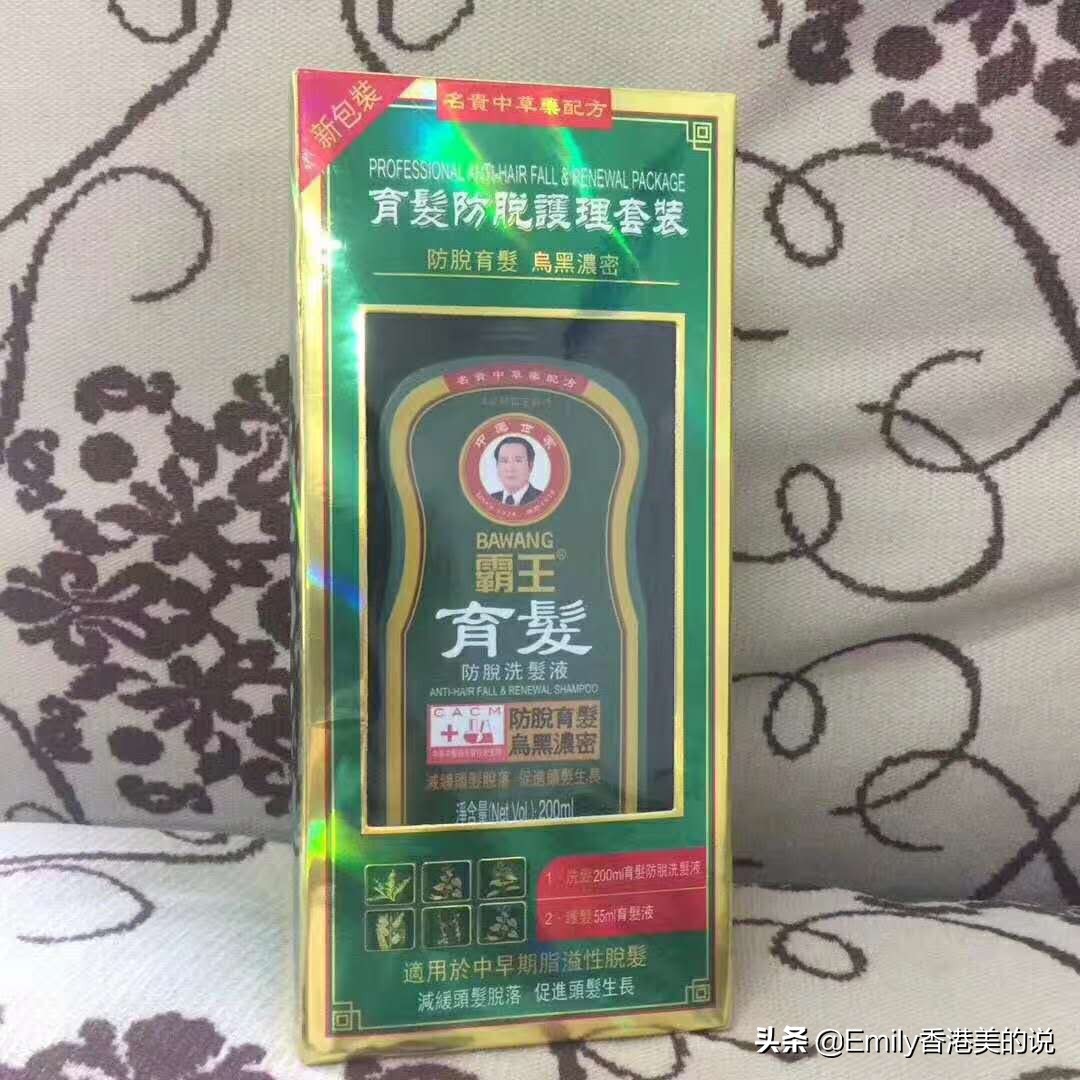 新包裝
名貴中草藥配方
PROFESSIONAL ANTI-HAIR FALL & RENEWAL PACKAGE
育髮防脫護理套裝
防脫育髮 烏黑濃密
名貴中草藥配方
中國世家
BAWANG
霸王®
育髮
防脫洗髮液
ANTI-HAIR FALL & RENEWAL SHAMPOO
CACM
防脫育髮
烏黑濃密
減緩頭髮脫落 促進頭髮生長
淨含量(Net Vol.):200ml
1、洗髮200ml育髮防脫洗髮液
2、護髮55ml育髮液
適用於中早期脂溢性脫髮
減緩頭髮脫落 促進頭髮生長
头条 @Emily香港美的说